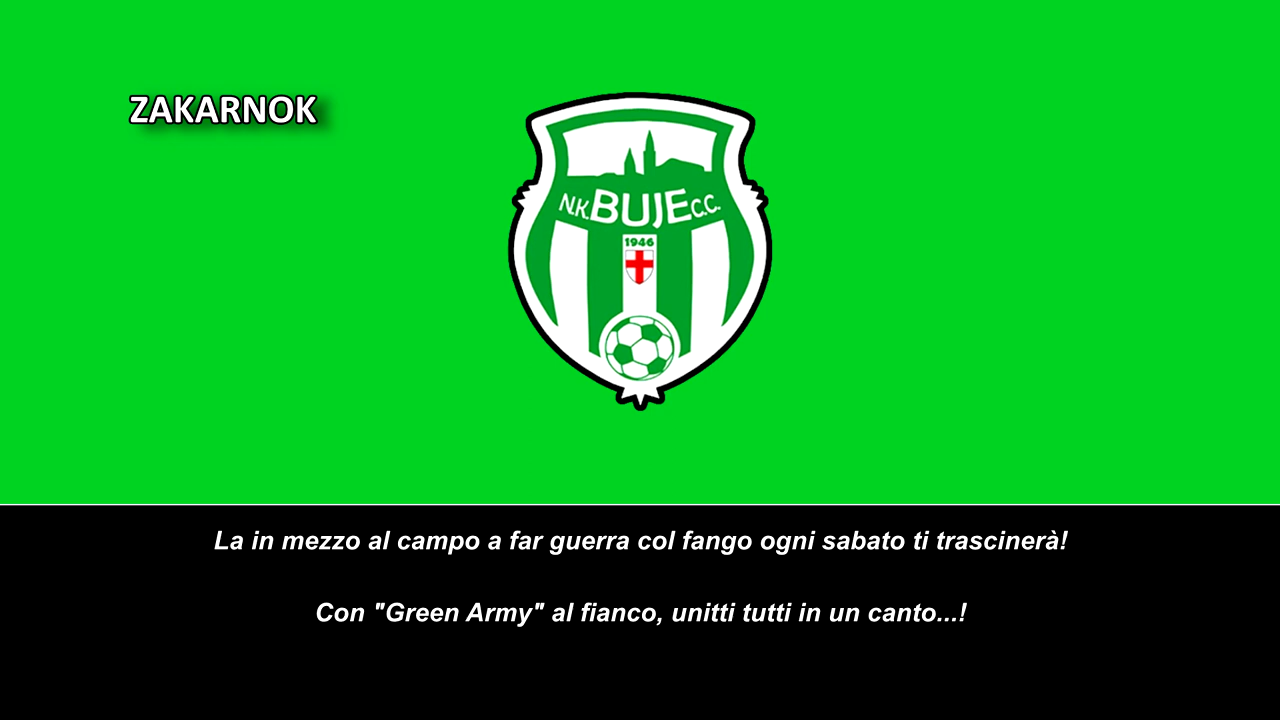 ZAKARNOK
N.K. BUJE C.C.
1946
La in mezzo al campo a far guerra col fango ogni sabato ti trascinerà!
Con "Green Army" al fianco, unitti tutti in un canto...!